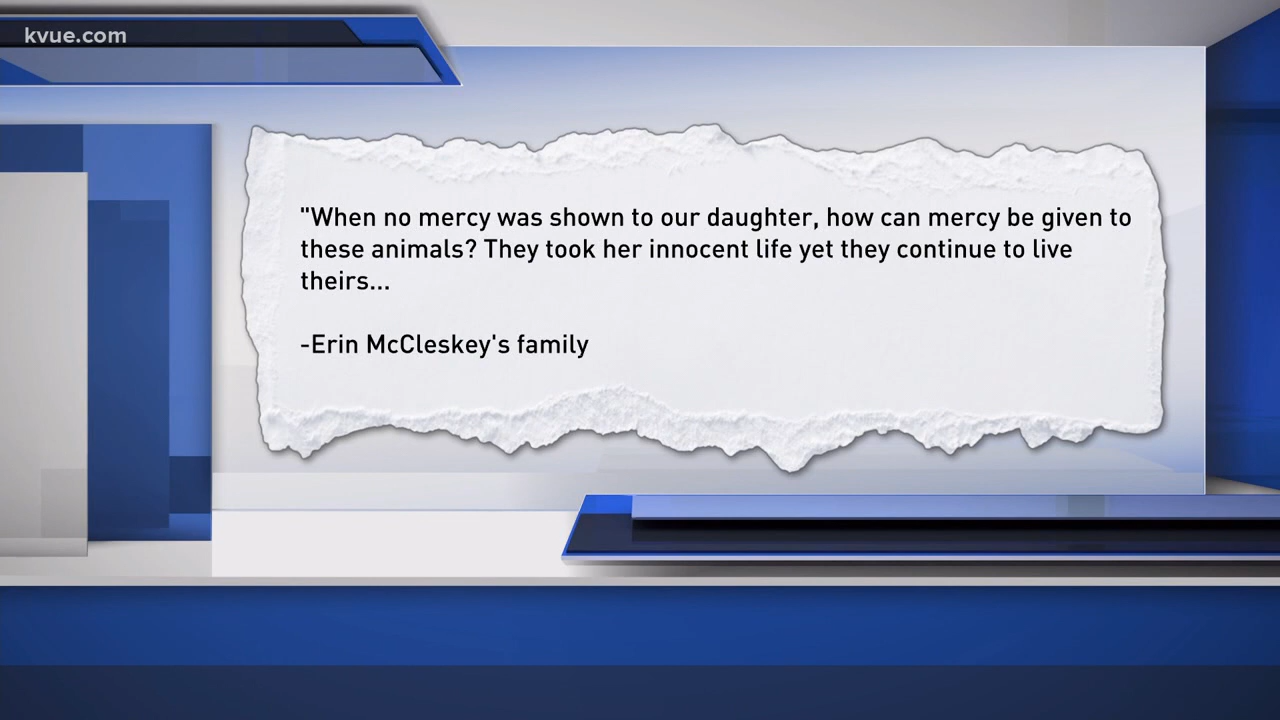 kvue.com
"When no mercy was shown to our daughter, how can mercy be given to
these animals? They took her innocent life yet they continue to live
theirs...
-Erin McCleskey's family